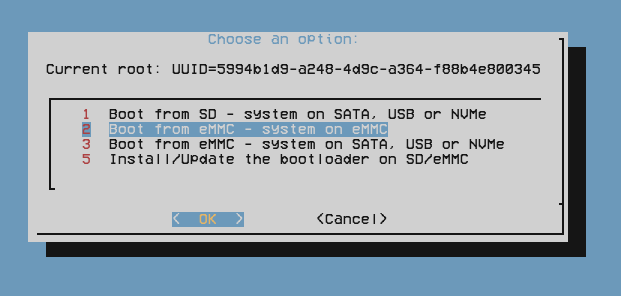 Choose an option:
Current root: UUID=5994b1d9-a248-4d9c-a364-f88b4e800345
1 Boot from SD - system on SATA, USB or NVMe
2 Boot from eMMC - system on eMMC
3 Boot from eMMC - system on SATA, USB or NVMe
5 Install/Update the bootloader on SD/eMMC
< OK > <Cancel>